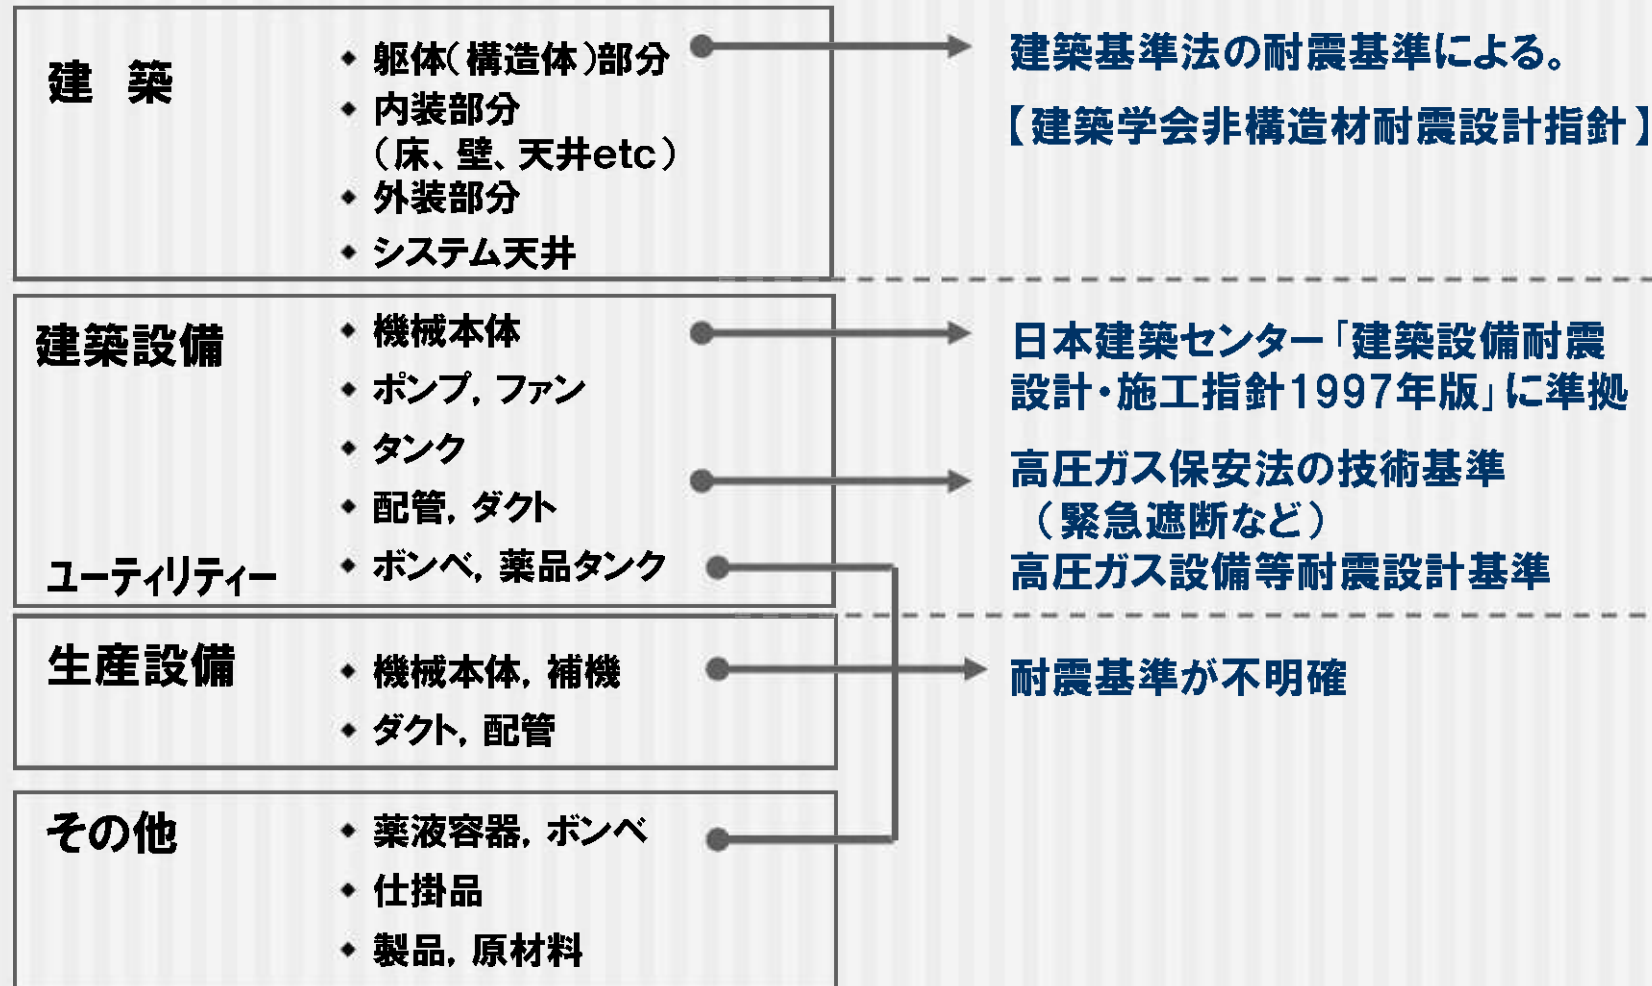 建 築
◆ 躯体(構造体)部分
◆ 内装部分
(床、壁、天井etc)
◆ 外装部分
◆ システム天井
建築基準法の耐震基準による。
【建築学会非構造材耐震設計指針】
建築設備
◆ 機械本体
◆ ポンプ, ファン
◆ タンク
◆ 配管, ダクト
ユーティリティー
◆ ボンベ, 薬品タンク
日本建築センター「建築設備耐震
設計・施工指針1997年版」に準拠
高圧ガス保安法の技術基準
(緊急遮断など)
高圧ガス設備等耐震設計基準
生産設備
◆ 機械本体, 補機
◆ ダクト, 配管
耐震基準が不明確
その他
◆ 薬液容器, ボンベ
◆ 仕掛品
◆ 製品, 原材料